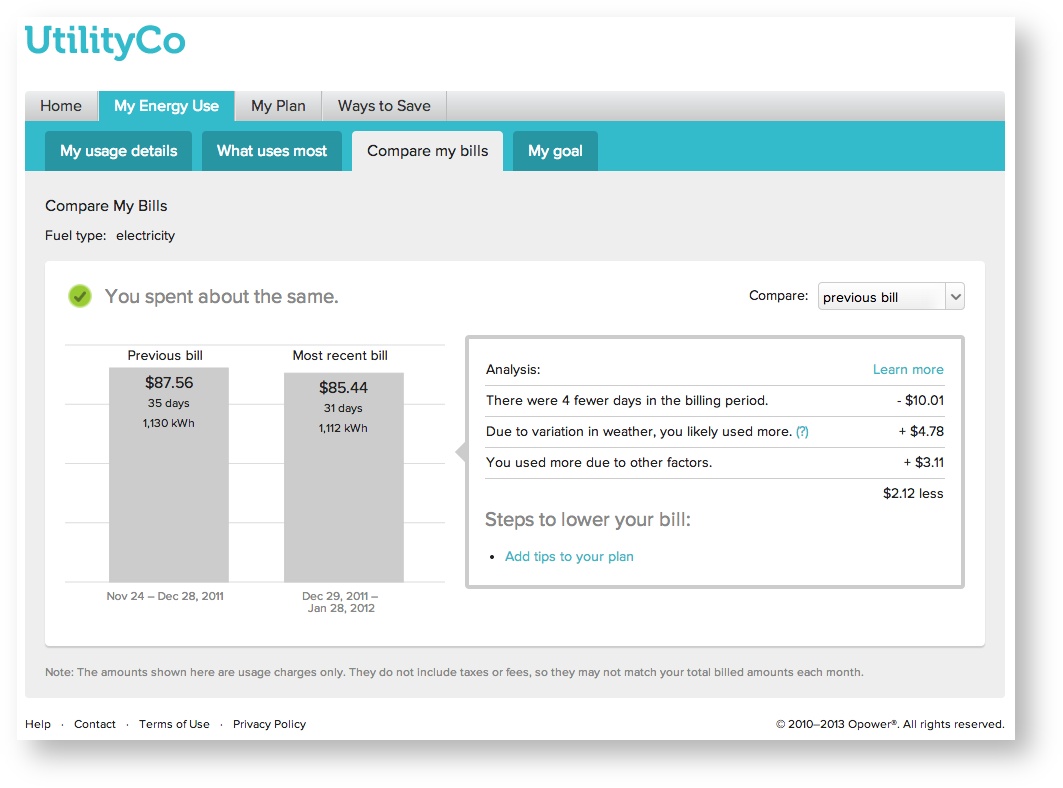 UtilityCo
Home My Energy Use My Plan Ways to Save
My usage details What uses most Compare my bills My goal
Compare My Bills
Fuel type: electricity
You spent about the same.
Compare: previous bill
Previous bill Most recent bill
$87.56 $85.44
35 days 31 days
1,130 kWh 1,112 kWh
Nov 24 – Dec 28, 2011 Dec 29, 2011 –
Jan 28, 2012
Analysis: Learn more
There were 4 fewer days in the billing period. - $10.01
Due to variation in weather, you likely used more. (?) + $4.78
You used more due to other factors. + $3.11
$2.12 less
Steps to lower your bill:
• Add tips to your plan
Note: The amounts shown here are usage charges only. They do not include taxes or fees, so they may not match your total billed amounts each month.
Help · Contact · Terms of Use · Privacy Policy © 2010–2013 Opower®. All rights reserved.